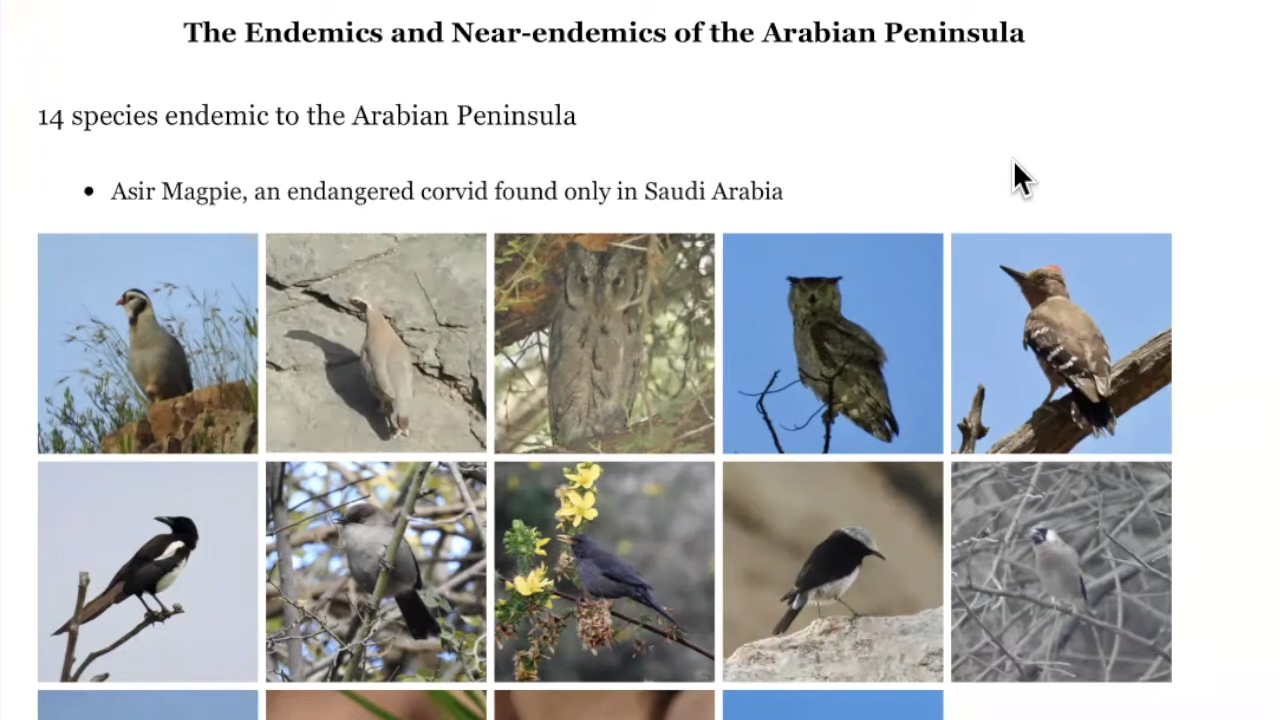 The Endemics and Near-endemics of the Arabian Peninsula
14 species endemic to the Arabian Peninsula
• Asir Magpie, an endangered corvid found only in Saudi Arabia